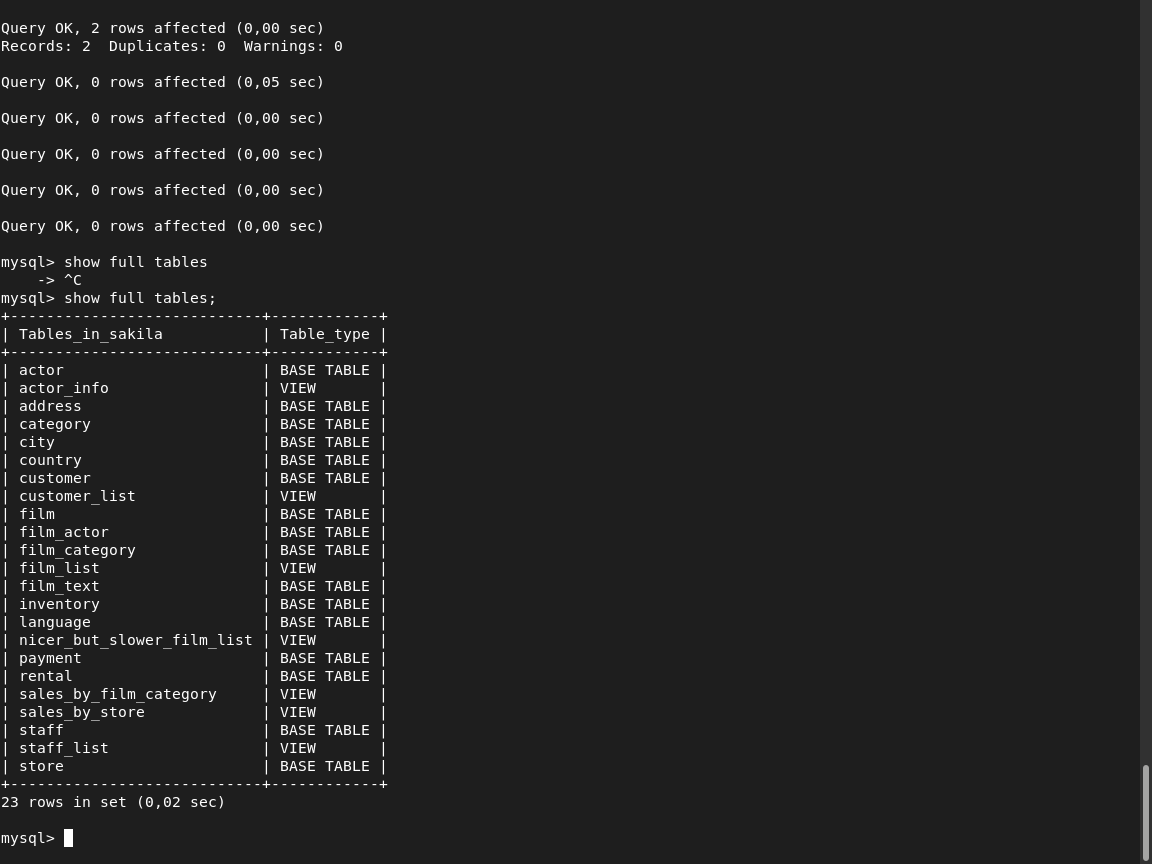 Query OK, 2 rows affected (0,00 sec)
Records: 2  Duplicates: 0  Warnings: 0

Query OK, 0 rows affected (0,05 sec)

Query OK, 0 rows affected (0,00 sec)

Query OK, 0 rows affected (0,00 sec)

Query OK, 0 rows affected (0,00 sec)

Query OK, 0 rows affected (0,00 sec)

mysql> show full tables
    -> ^C
mysql> show full tables;
+----------------------------+------------+
| Tables_in_sakila           | Table_type |
+----------------------------+------------+
| actor                      | BASE TABLE |
| actor_info                 | VIEW       |
| address                    | BASE TABLE |
| category                   | BASE TABLE |
| city                       | BASE TABLE |
| country                    | BASE TABLE |
| customer                   | BASE TABLE |
| customer_list              | VIEW       |
| film                       | BASE TABLE |
| film_actor                 | BASE TABLE |
| film_category              | BASE TABLE |
| film_list                  | VIEW       |
| film_text                  | BASE TABLE |
| inventory                  | BASE TABLE |
| language                   | BASE TABLE |
| nicer_but_slower_film_list | VIEW       |
| payment                    | BASE TABLE |
| rental                     | BASE TABLE |
| sales_by_film_category     | VIEW       |
| sales_by_store             | VIEW       |
| staff                      | BASE TABLE |
| staff_list                 | VIEW       |
| store                      | BASE TABLE |
+----------------------------+------------+
23 rows in set (0,02 sec)

mysql>